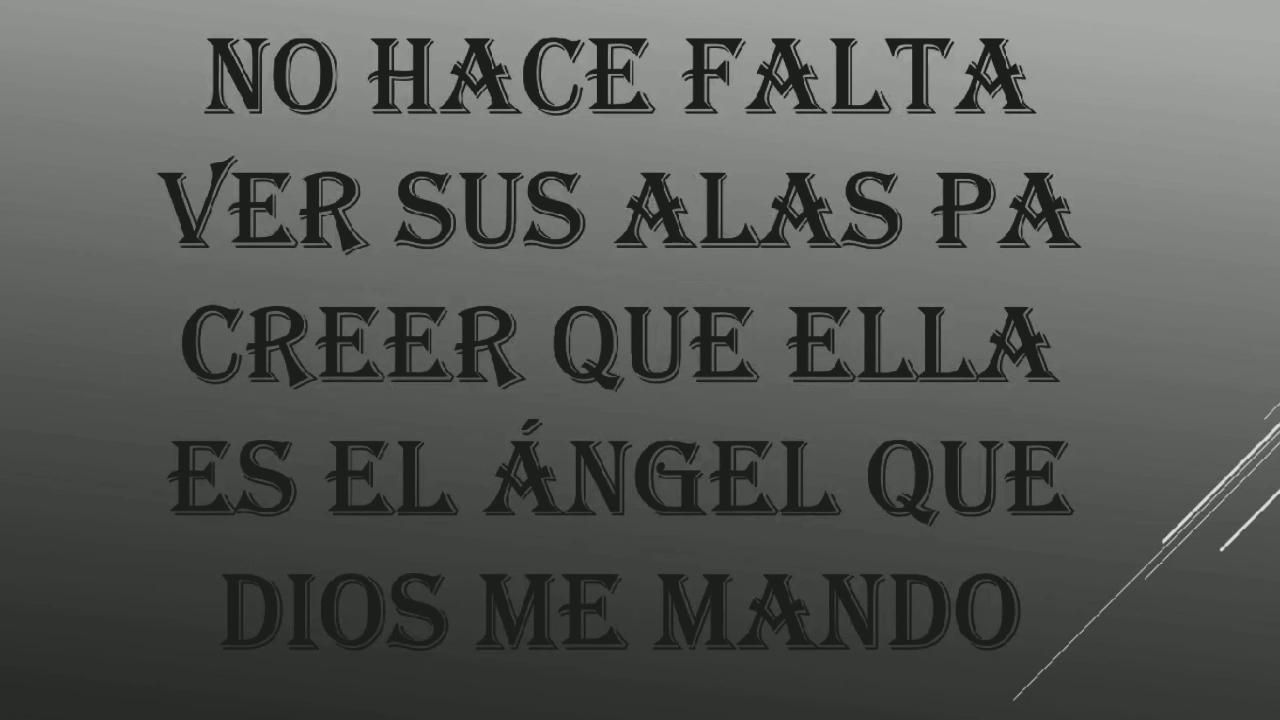 NO HACE FALTA
VER SUS ALAS PA
CREER QUE ELLA
ES EL ÁNGEL QUE
DIOS ME MANDO